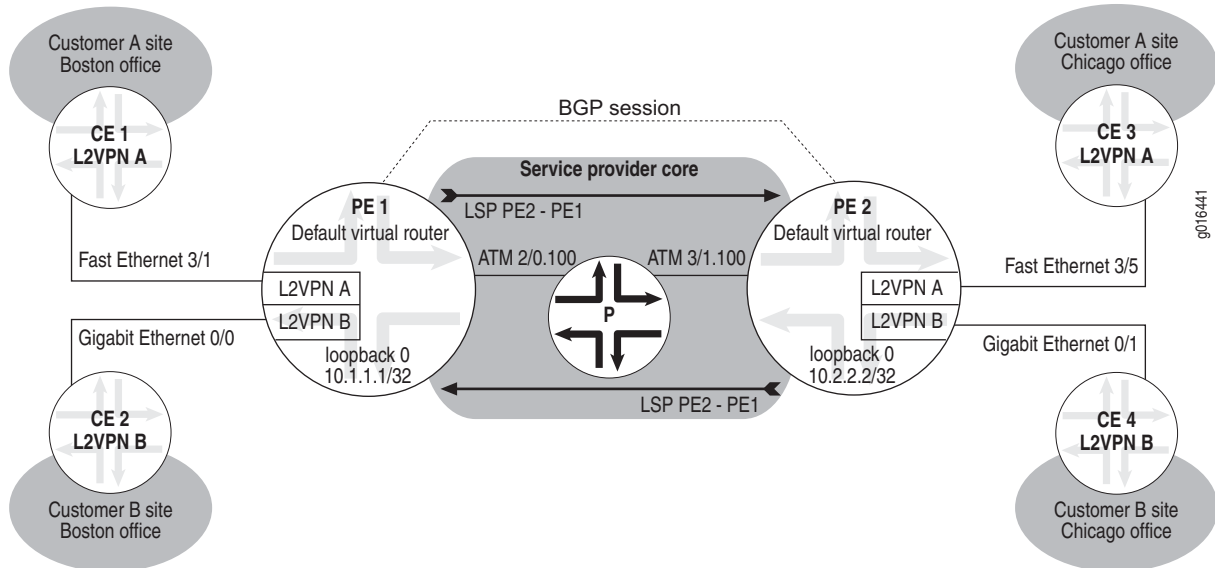 Customer A site
Boston office
CE 1
L2VPN A
Customer A site
Chicago office
CE 3
L2VPN A
g016441
BGP session
Service provider core
LSP PE2 - PE1
PE 1
Default virtual router
PE 2
Default virtual router
ATM 2/0.100
ATM 3/1.100
P
Fast Ethernet 3/1
Fast Ethernet 3/5
L2VPN A
L2VPN B
L2VPN A
L2VPN B
Gigabit Ethernet 0/0
Gigabit Ethernet 0/1
loopback 0
10.1.1.1/32
loopback 0
10.2.2.2/32
LSP PE2 - PE1
CE 2
L2VPN B
Customer B site
Boston office
CE 4
L2VPN B
Customer B site
Chicago office